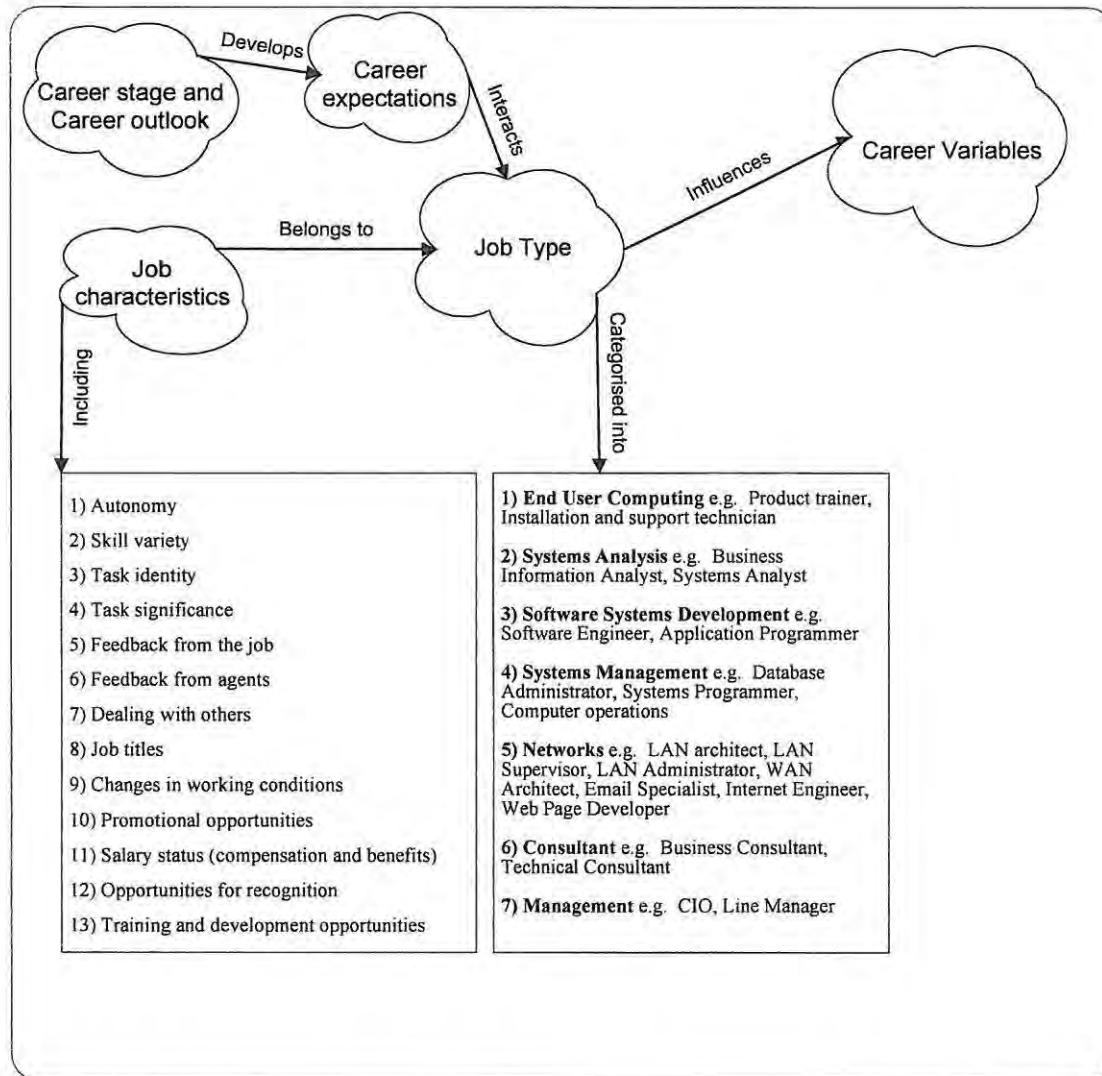 Develops
Career stage and
Career outlook
Career
expectations
Interacts
Influences
Career Variables
Belongs to
Job Type
Job
characteristics
Including
Categorised into
1) Autonomy
2) Skill variety
3) Task identity
4) Task significance
5) Feedback from the job
6) Feedback from agents
7) Dealing with others
8) Job titles
9) Changes in working conditions
10) Promotional opportunities
11) Salary status (compensation and benefits)
12) Opportunities for recognition
13) Training and development opportunities
1) End User Computing e.g. Product trainer,
Installation and support technician
2) Systems Analysis e.g. Business
Information Analyst, Systems Analyst
3) Software Systems Development e.g.
Software Engineer, Application Programmer
4) Systems Management e.g. Database
Administrator, Systems Programmer,
Computer operations
5) Networks e.g. LAN architect, LAN
Supervisor, LAN Administrator, WAN
Architect, Email Specialist, Internet Engineer,
Web Page Developer
6) Consultant e.g. Business Consultant,
Technical Consultant
7) Management e.g. CIO, Line Manager